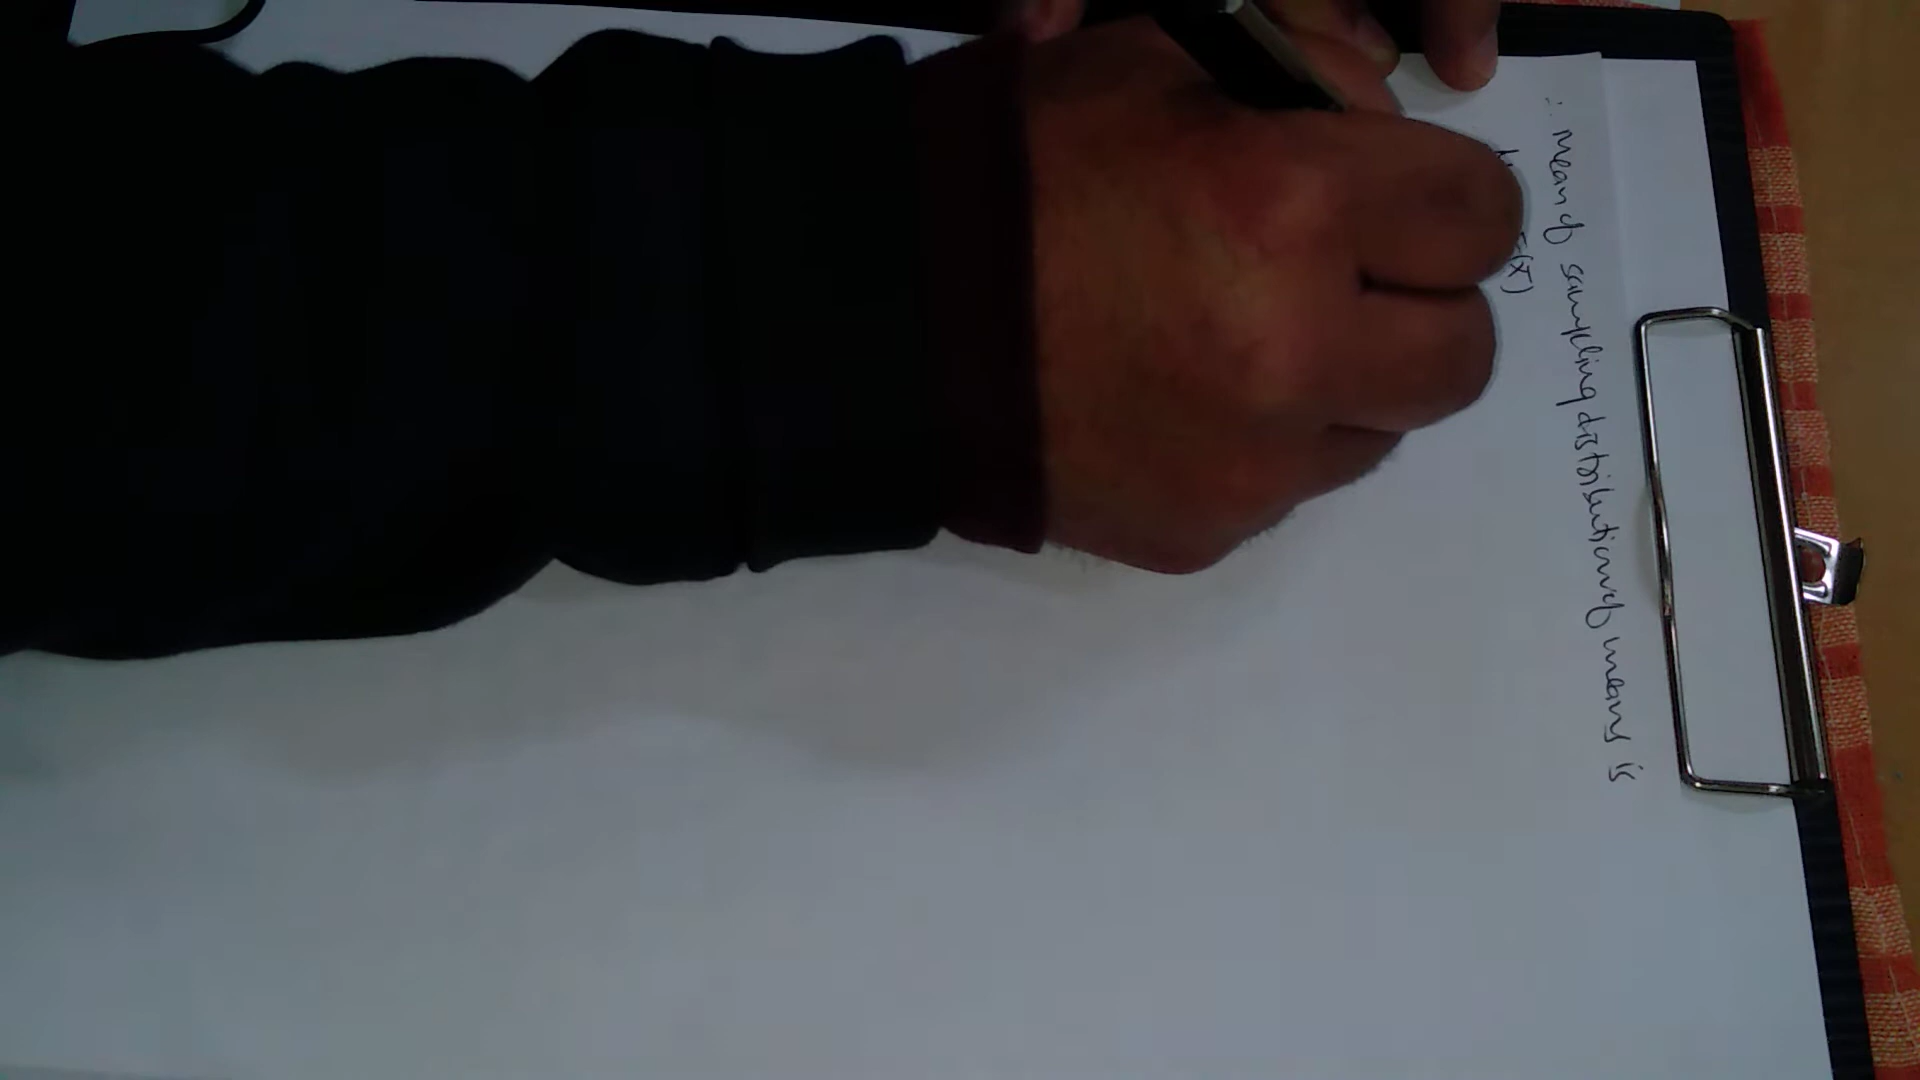 ∴ Mean of sampling distribution of means is
E(x̄)